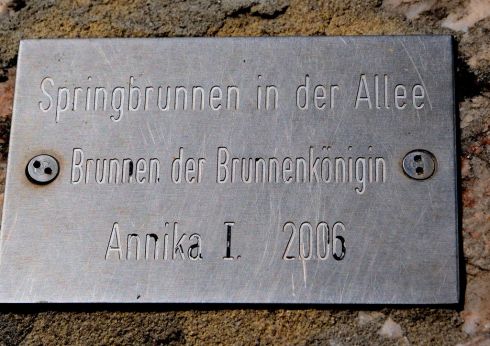 Springbrunnen in der Allee
Brunnen der Brunnenkönigin
Annika I. 2006